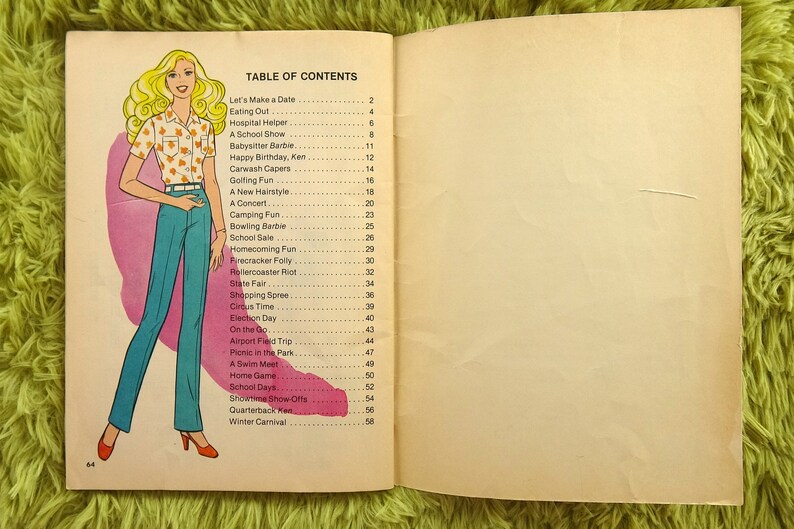 TABLE OF CONTENTS
Let's Make a Date . . . . . . . . . . . . . . . 2
Eating Out . . . . . . . . . . . . . . . . . . . . . 4
Hospital Helper . . . . . . . . . . . . . . . . . 6
A School Show . . . . . . . . . . . . . . . . . 8
Babysitter Barbie . . . . . . . . . . . . . . . 11
Happy Birthday, Ken . . . . . . . . . . . . 12
Carwash Capers . . . . . . . . . . . . . . . 14
Golfing Fun . . . . . . . . . . . . . . . . . . . 16
A New Hairstyle . . . . . . . . . . . . . . . . 18
A Concert . . . . . . . . . . . . . . . . . . . . . 20
Camping Fun . . . . . . . . . . . . . . . . . . 23
Bowling Barbie . . . . . . . . . . . . . . . . 25
School Sale . . . . . . . . . . . . . . . . . . . 26
Homecoming Fun . . . . . . . . . . . . . . 29
Firecracker Folly . . . . . . . . . . . . . . . 30
Rollercoaster Riot . . . . . . . . . . . . . . 32
State Fair . . . . . . . . . . . . . . . . . . . . . 34
Shopping Spree . . . . . . . . . . . . . . . . 36
Circus Time . . . . . . . . . . . . . . . . . . . 39
Election Day . . . . . . . . . . . . . . . . . . 40
On the Go . . . . . . . . . . . . . . . . . . . . 43
Airport Field Trip . . . . . . . . . . . . . . . 44
Picnic in the Park . . . . . . . . . . . . . . . 47
A Swim Meet . . . . . . . . . . . . . . . . . . 49
Home Game . . . . . . . . . . . . . . . . . . . 50
School Days . . . . . . . . . . . . . . . . . . . 52
Showtime Show-Offs . . . . . . . . . . . . 54
Quarterback Ken . . . . . . . . . . . . . . . 56
Winter Carnival . . . . . . . . . . . . . . . . 58
64